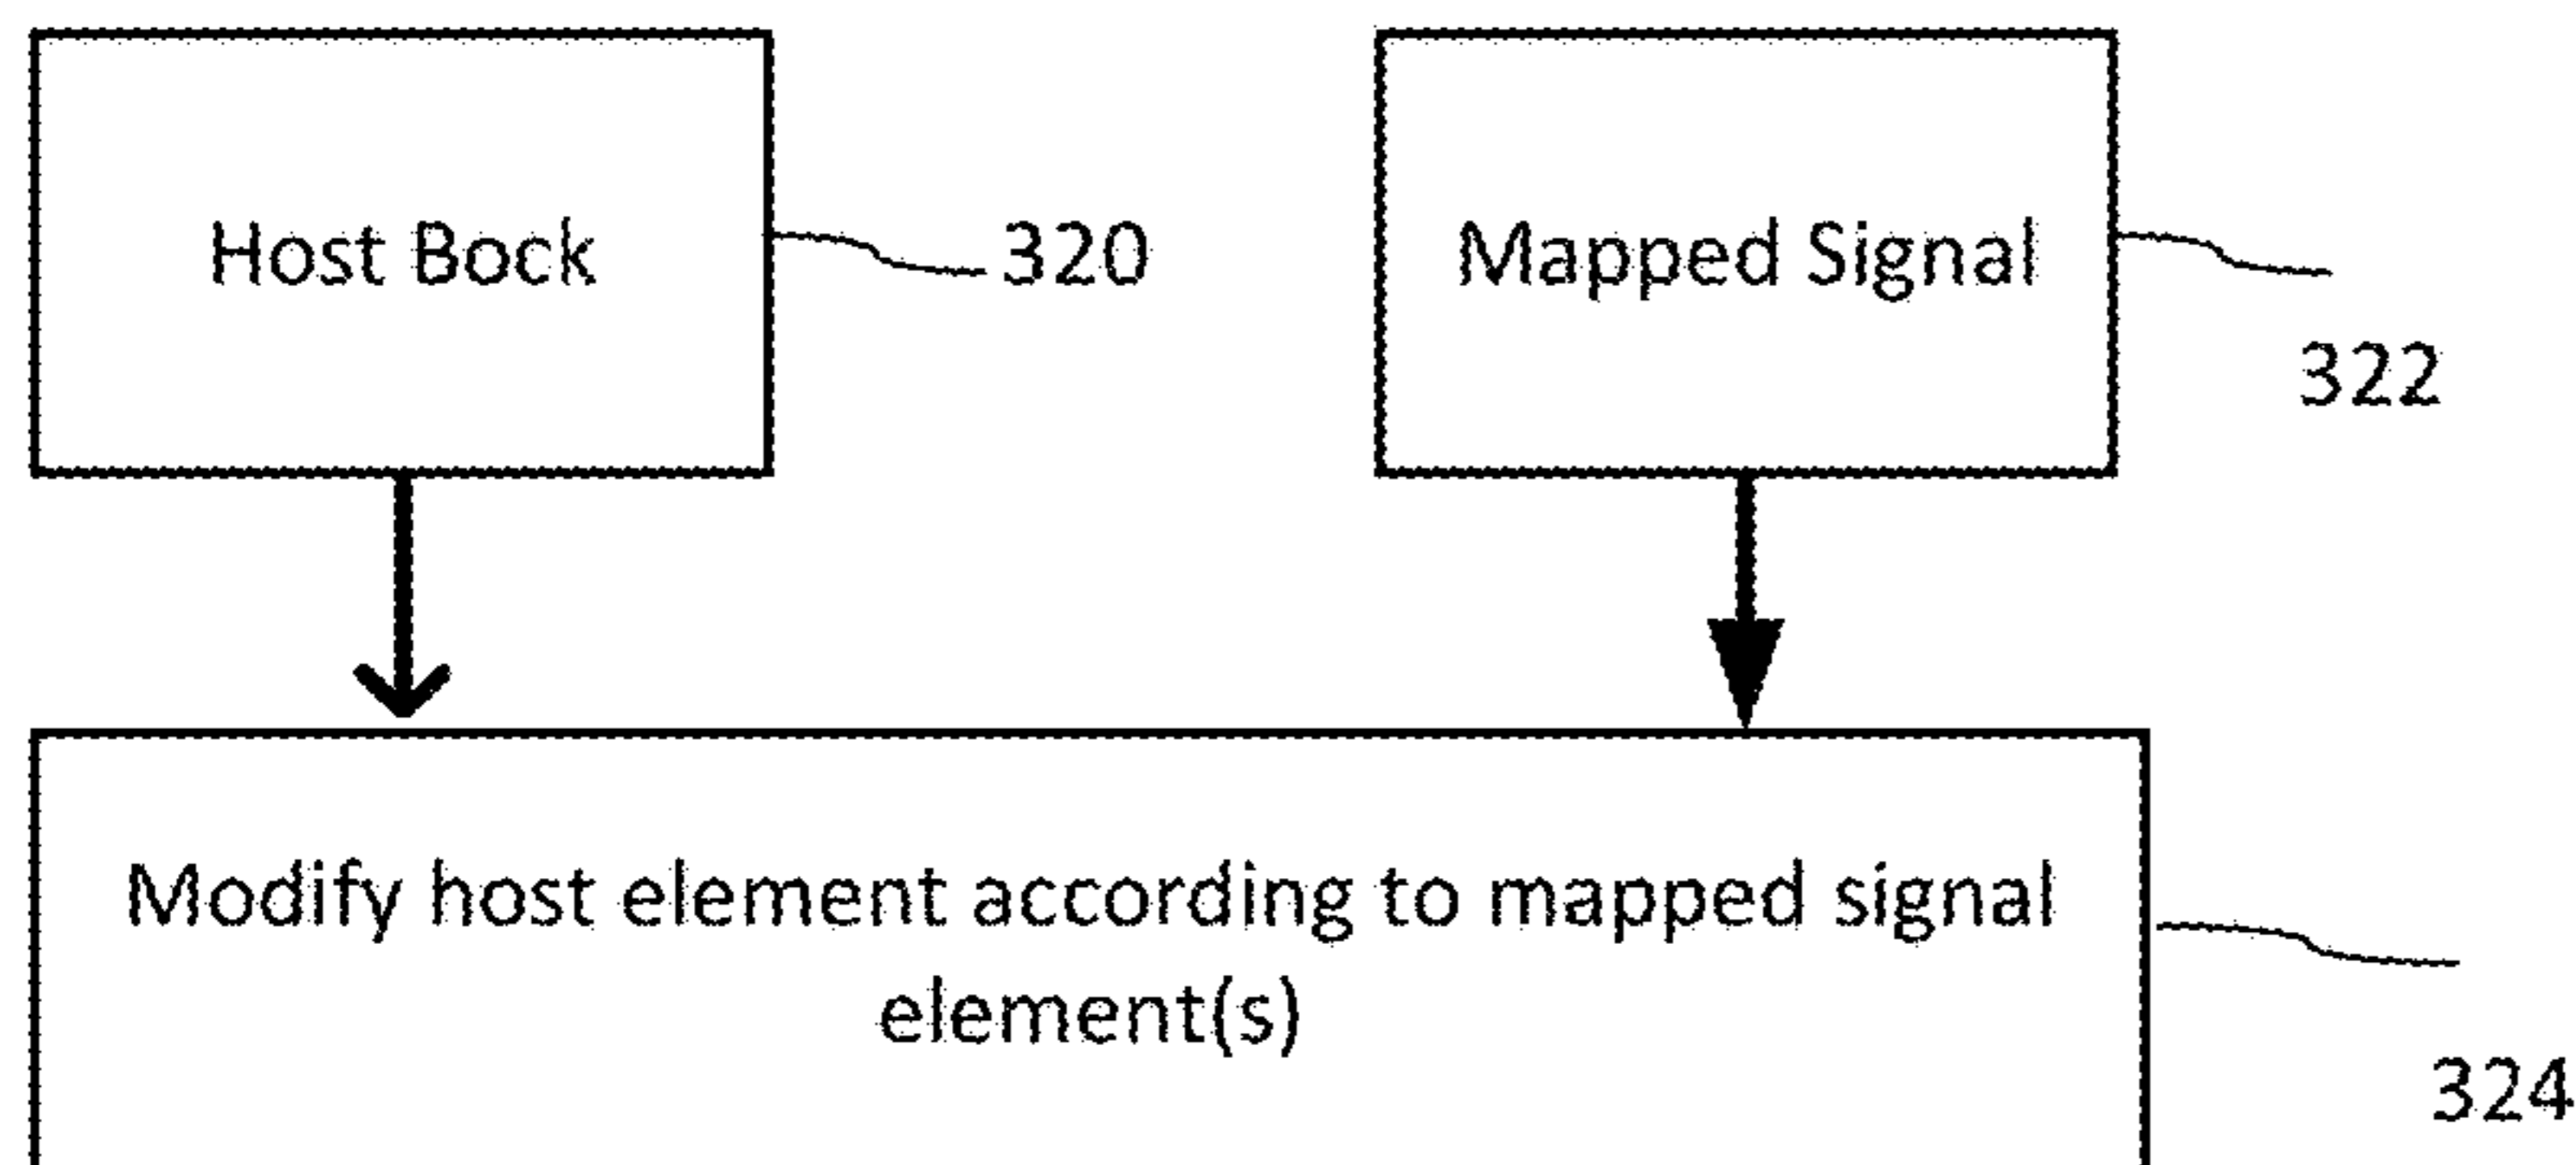 Host Bock
320
Mapped Signal
322
Modify host element according to mapped signal
element(s)
324